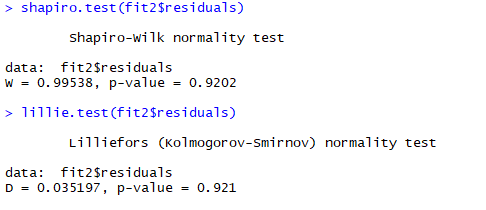 > shapiro.test(fit2$residuals)
Shapiro-Wilk normality test
data:  fit2$residuals
W = 0.99538, p-value = 0.9202
> lillie.test(fit2$residuals)
Lilliefors (Kolmogorov-Smirnov) normality test
data:  fit2$residuals
D = 0.035197, p-value = 0.921